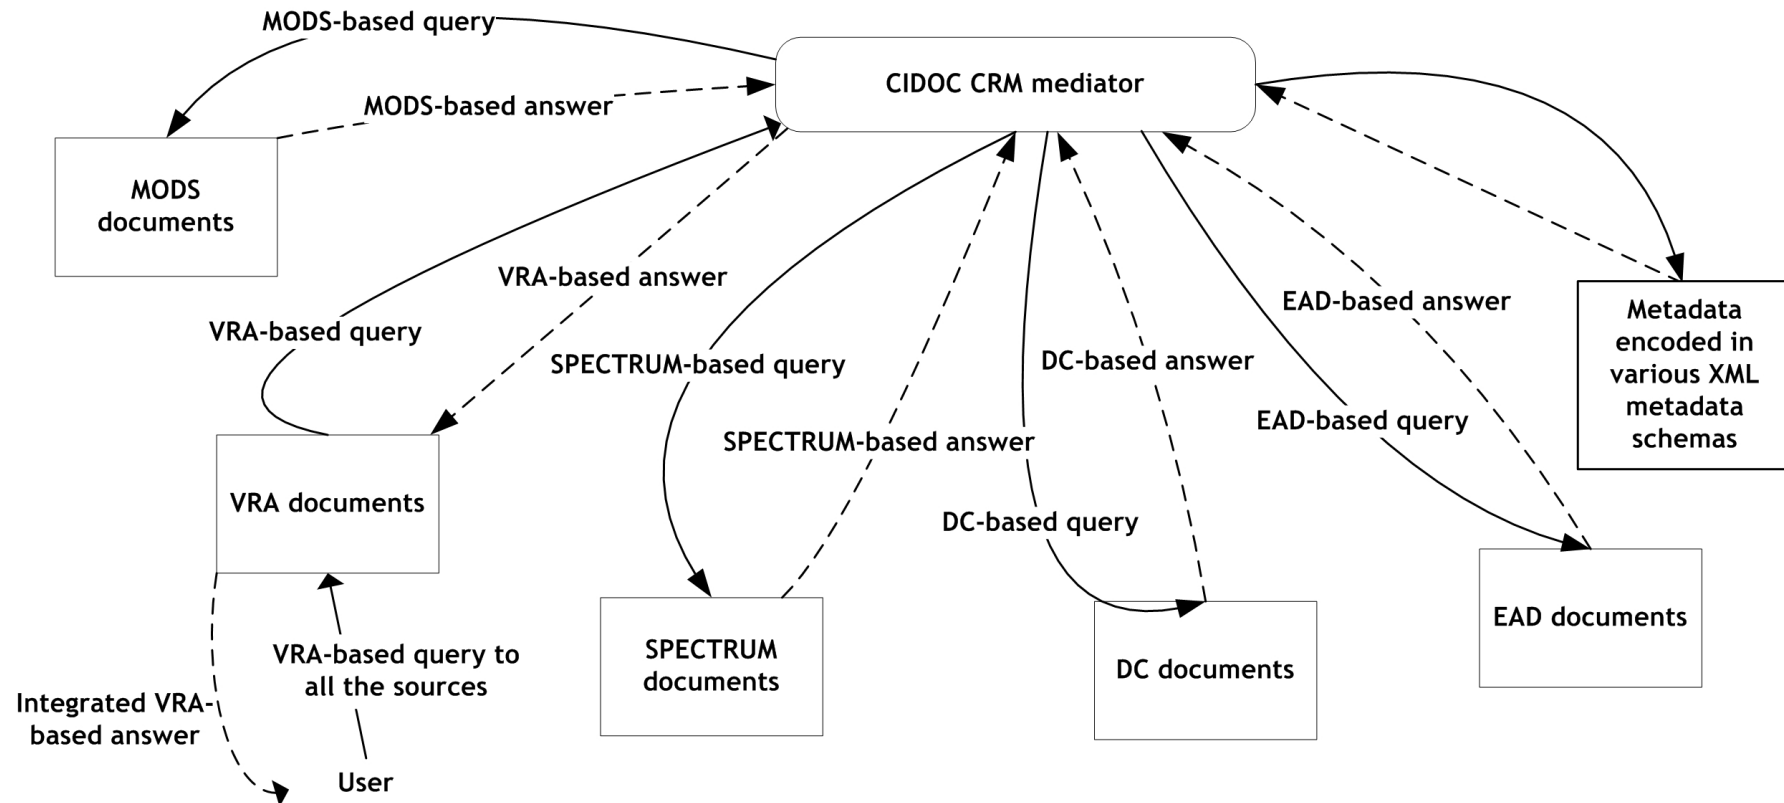 MODS-based query
CIDOC CRM mediator
MODS-based answer
MODS
documents
VRA-based answer
VRA-based query
EAD-based answer
Metadata
encoded in
various XML
metadata
schemas
SPECTRUM-based query
DC-based answer
EAD-based query
SPECTRUM-based answer
VRA documents
DC-based query
EAD documents
SPECTRUM
documents
DC documents
VRA-based query to
all the sources
Integrated VRA-
based answer
User